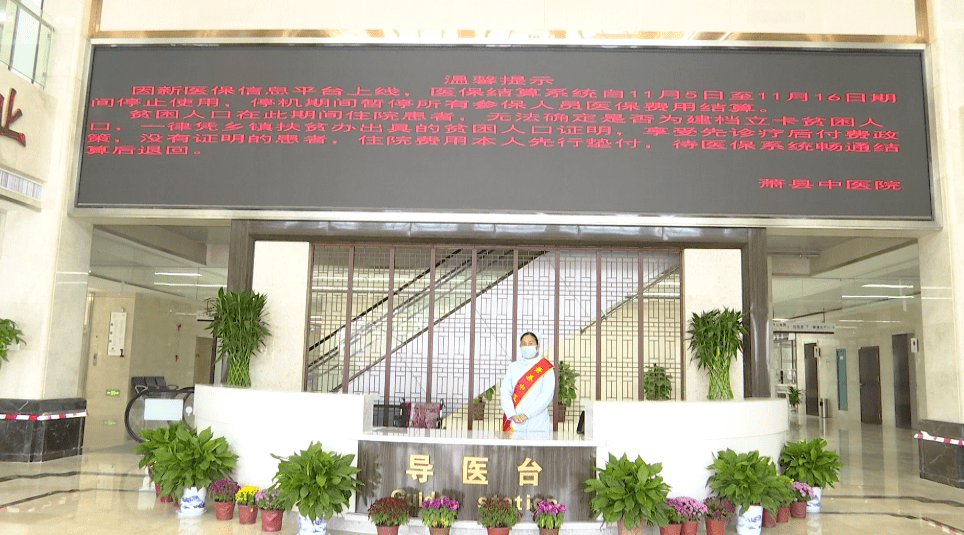 业
温馨提示
因新医保信息平台上线，医保结算系统自11月5日至11月16日期
间停止使用，停机期间暂停所有参保人员医保费用结算。
贫困人口在此期间住院患者，无法确定是否为建档立卡贫困人
口，一律凭乡镇扶贫办出具的贫困人口证明，享受先诊疗后付费政
策，没有证明的患者，住院费用本人先行垫付，待医保系统畅通结
算后退回。
萧县中医院
导医台